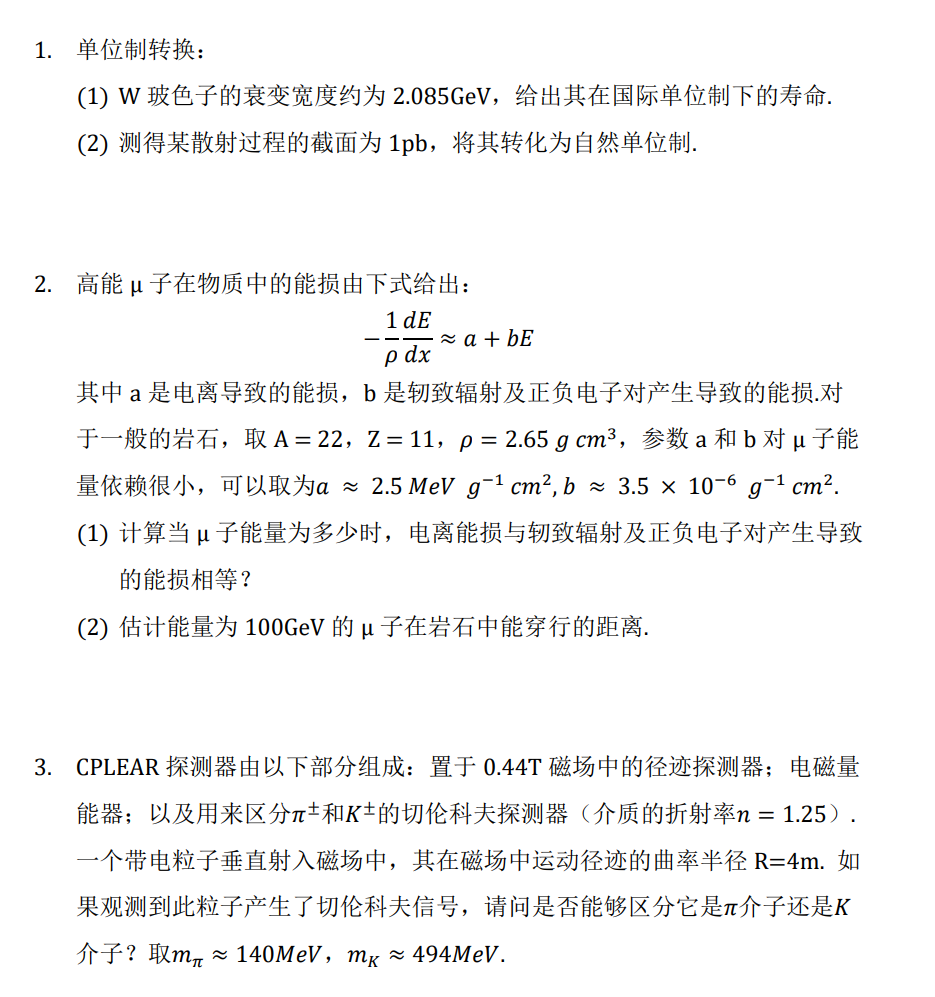 1. 单位制转换：
(1) W 玻色子的衰变宽度约为 2.085GeV，给出其在国际单位制下的寿命.
(2) 测得某散射过程的截面为 1pb，将其转化为自然单位制.
2. 高能 μ 子在物质中的能损由下式给出：
$-\frac{1}{\rho}\frac{dE}{dx} \approx a + bE$
其中 a 是电离导致的能损，b 是轫致辐射及正负电子对产生导致的能损.对
于一般的岩石，取 A = 22，Z = 11，$\rho = 2.65\ g\ cm^3$，参数 a 和 b 对 μ 子能
量依赖很小，可以取为$a \approx 2.5\ MeV\ g^{-1}\ cm^2, b \approx 3.5 \times 10^{-6}\ g^{-1}\ cm^2$.
(1) 计算当 μ 子能量为多少时，电离能损与轫致辐射及正负电子对产生导致
的能损相等？
(2) 估计能量为 100GeV 的 μ 子在岩石中能穿行的距离.
3. CPLEAR 探测器由以下部分组成：置于 0.44T 磁场中的径迹探测器；电磁量
能器；以及用来区分$\pi^{\pm}$和$K^{\pm}$的切伦科夫探测器（介质的折射率$n = 1.25$）.
一个带电粒子垂直射入磁场中，其在磁场中运动径迹的曲率半径 R=4m. 如
果观测到此粒子产生了切伦科夫信号，请问是否能够区分它是$\pi$介子还是$K$
介子？取$m_{\pi} \approx 140MeV$，$m_K \approx 494MeV$.